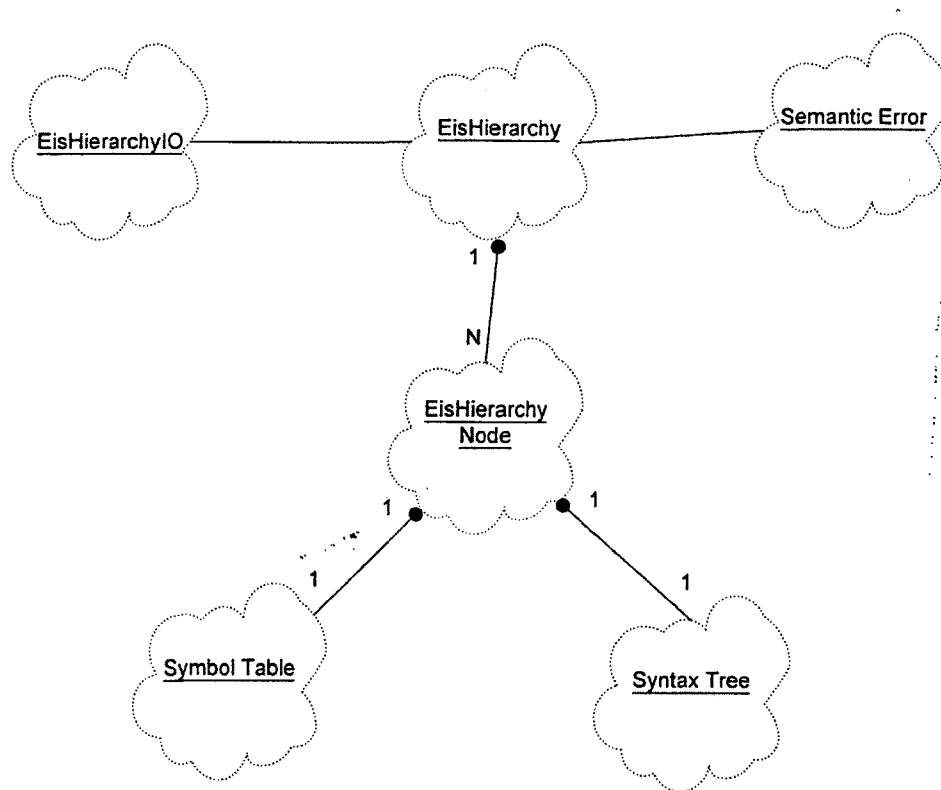 EisHierarchyIO
EisHierarchy
Semantic Error
1
N
EisHierarchy
Node
1
1
1
1
Symbol Table
Syntax Tree